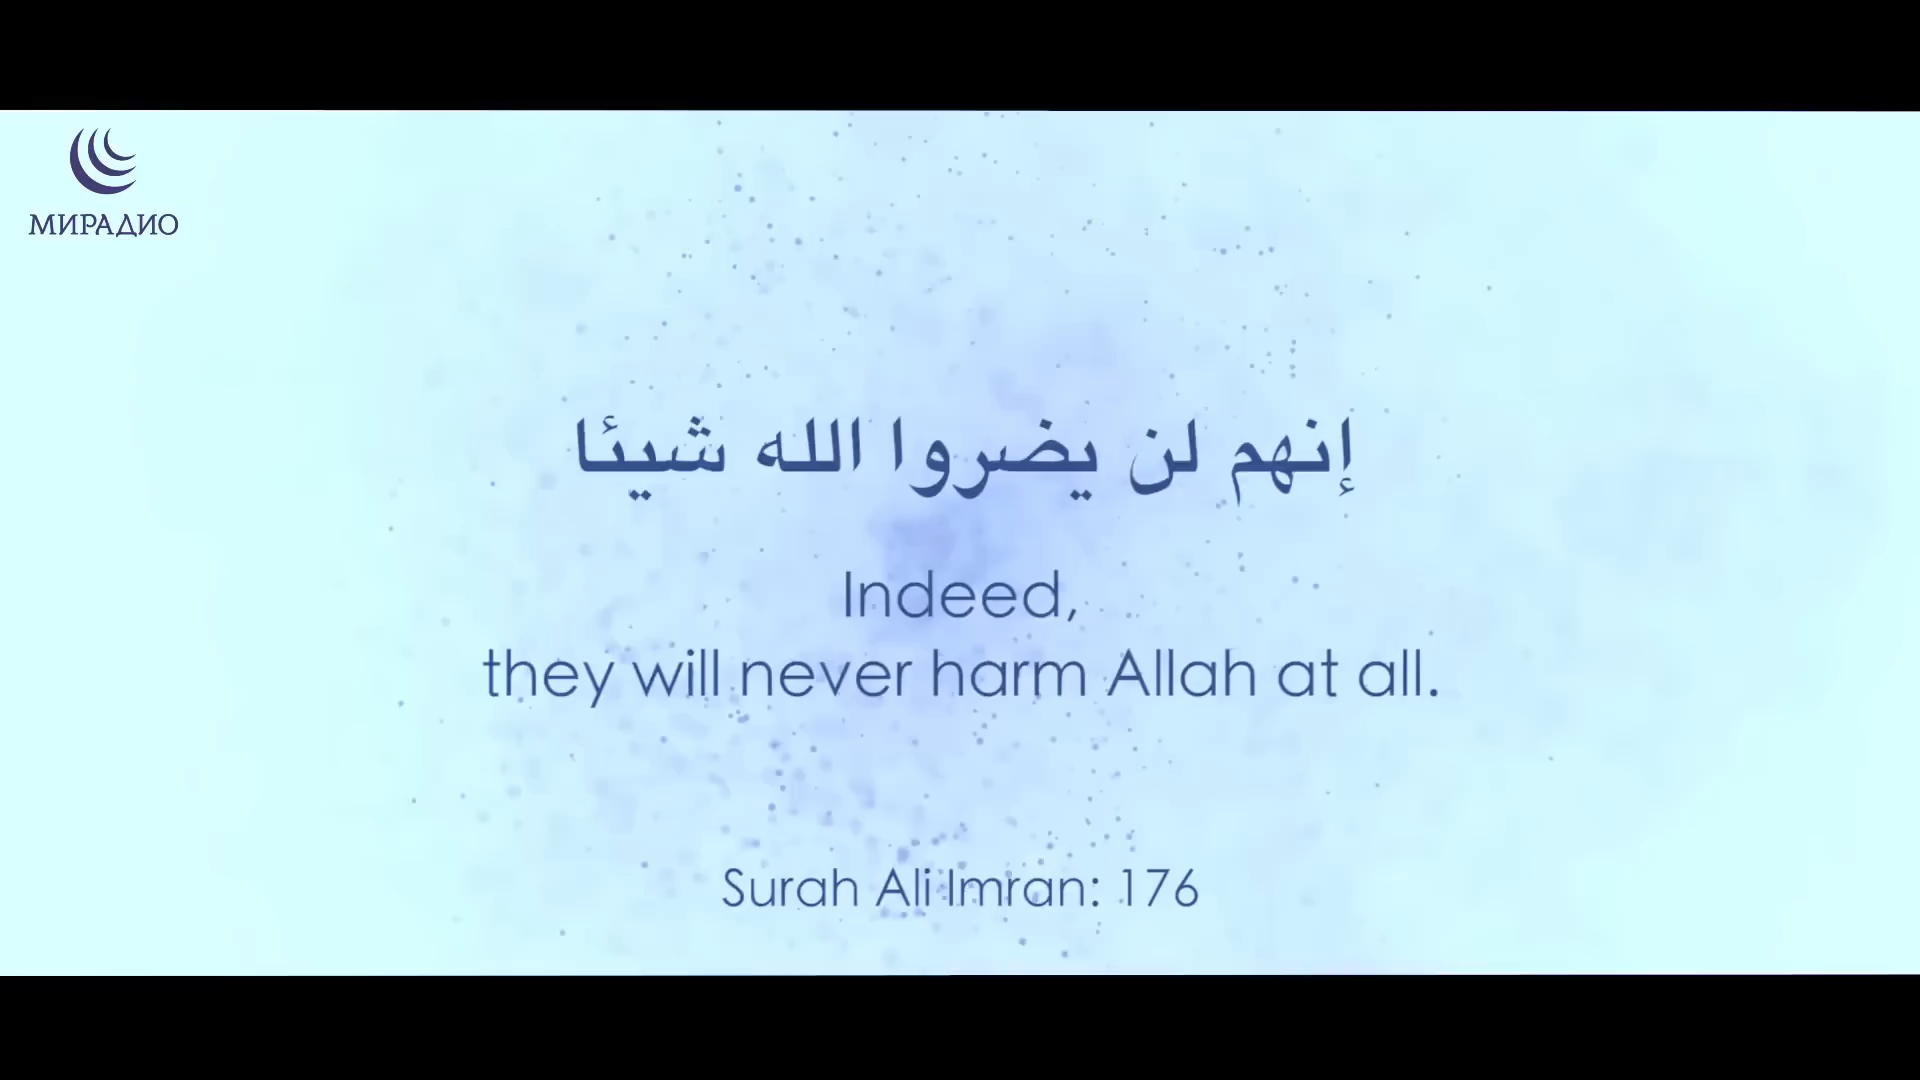 МИРАДИО
إنهم لن يضروا الله شيئا
Indeed,
they will never harm Allah at all.
Surah Ali Imran: 176